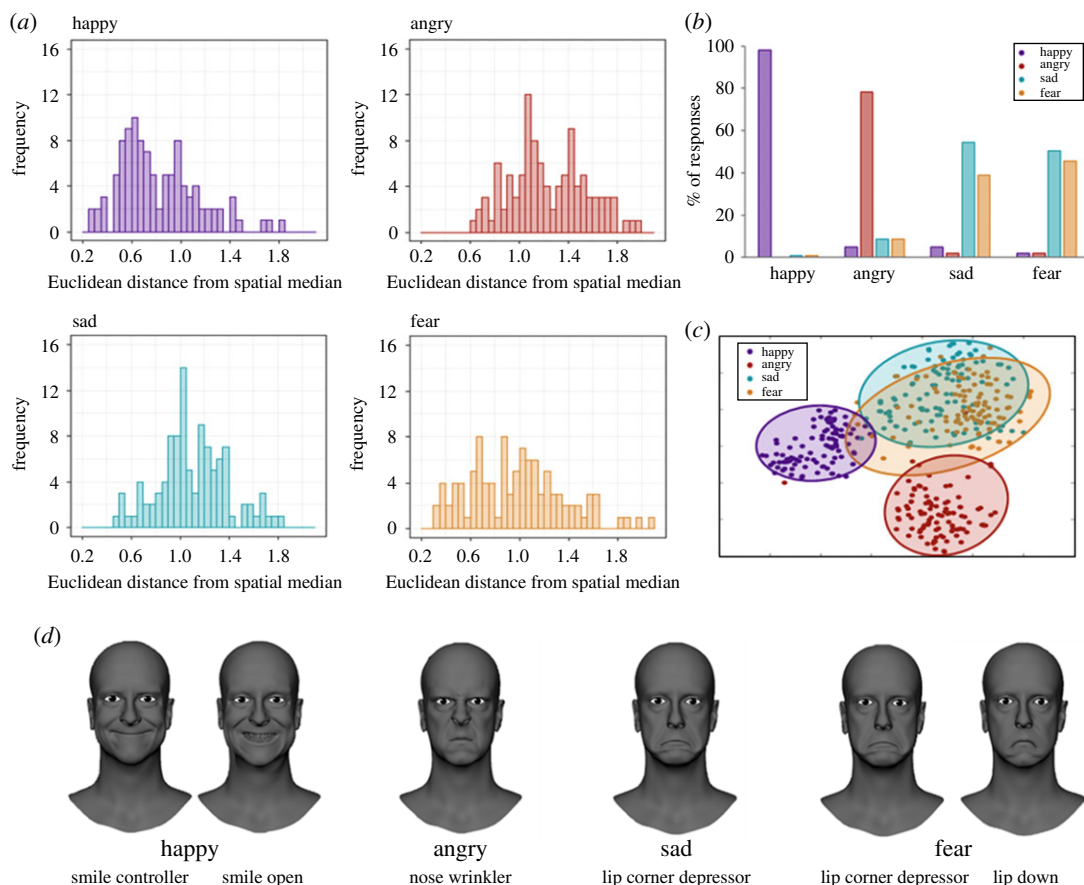 (a)
happy
16
12
8
4
0
frequency
0.2 0.6 1.0 1.4 1.8
Euclidean distance from spatial median
angry
16
12
8
4
0
frequency
0.2 0.6 1.0 1.4 1.8
Euclidean distance from spatial median
(b)
100
80
60
40
20
0
% of responses
happy
angry
sad
fear
happy angry sad fear
sad
16
12
8
4
0
frequency
0.2 0.6 1.0 1.4 1.8
Euclidean distance from spatial median
fear
16
12
8
4
0
frequency
0.2 0.6 1.0 1.4 1.8
Euclidean distance from spatial median
(c)
happy
angry
sad
fear
(d)
happy angry sad fear
smile controller smile open nose wrinkler lip corner depressor lip corner depressor lip down